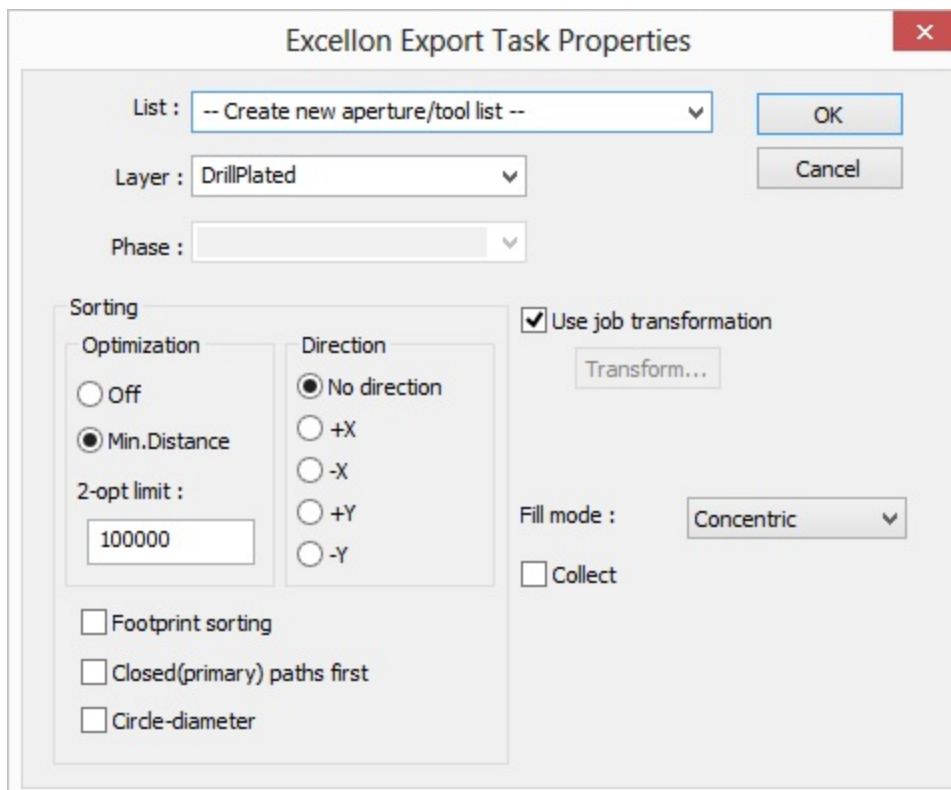 Excellon Export Task Properties
List :
-- Create new aperture/tool list --
OK
Layer :
DrillPlated
Cancel
Phase :
Sorting
Optimization
Off
Min.Distance
2-opt limit :
100000
Direction
No direction
+X
-X
+Y
-Y
Footprint sorting
Closed(primary) paths first
Circle-diameter
Use job transformation
Transform...
Fill mode :
Concentric
Collect